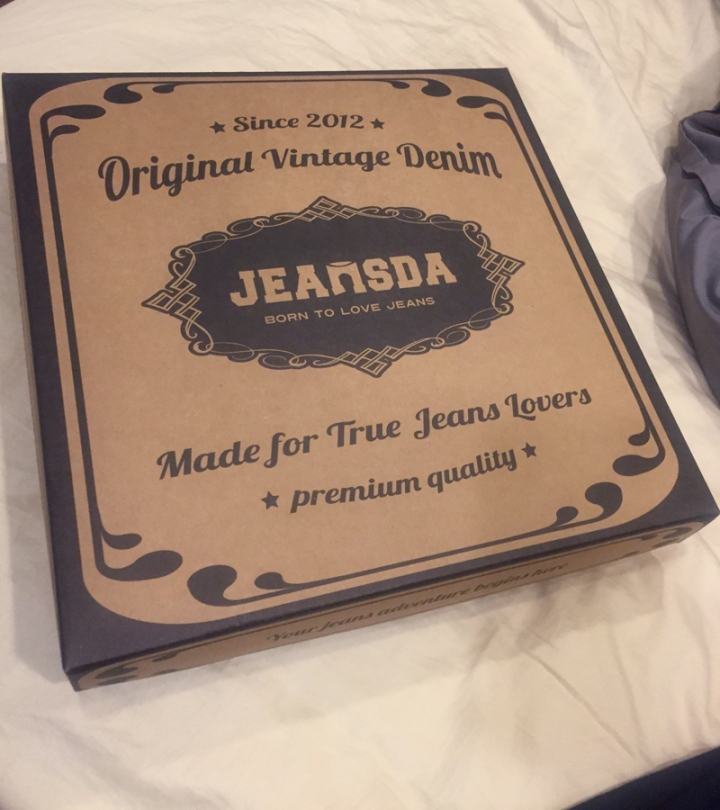 Since 2012
Original Vintage Denim
JEANSDA
BORN TO LOVE JEANS
Made for True Jeans Lovers
premium quality
Your jeans adventure begins here